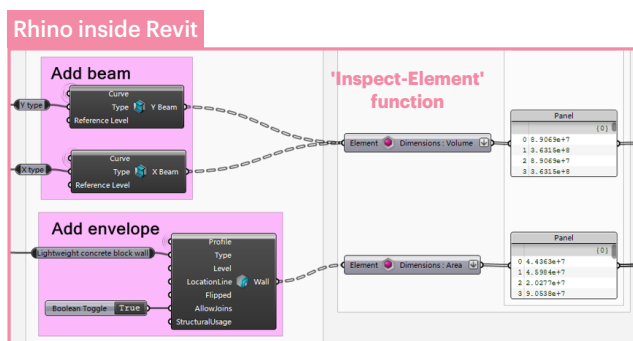 Rhino inside Revit
Add beam
Curve
Y type
Type
Y Beam
Reference Level
Curve
X type
Type
X Beam
Reference Level
'Inspect-Element'
function
Element
Dimensions : Volume
Panel
{0}
0 8.9069e+7
1 3.6315e+8
2 8.9069e+7
3 3.6315e+8
Add envelope
Profile
Lightweight concrete block wall
Type
Level
LocationLine
Wall
Flipped
Boolean Toggle
True
AllowJoins
StructuralUsage
Element
Dimensions : Area
Panel
{0}
0 4.4363e+7
1 4.5984e+7
2 2.0277e+7
3 9.0538e+7